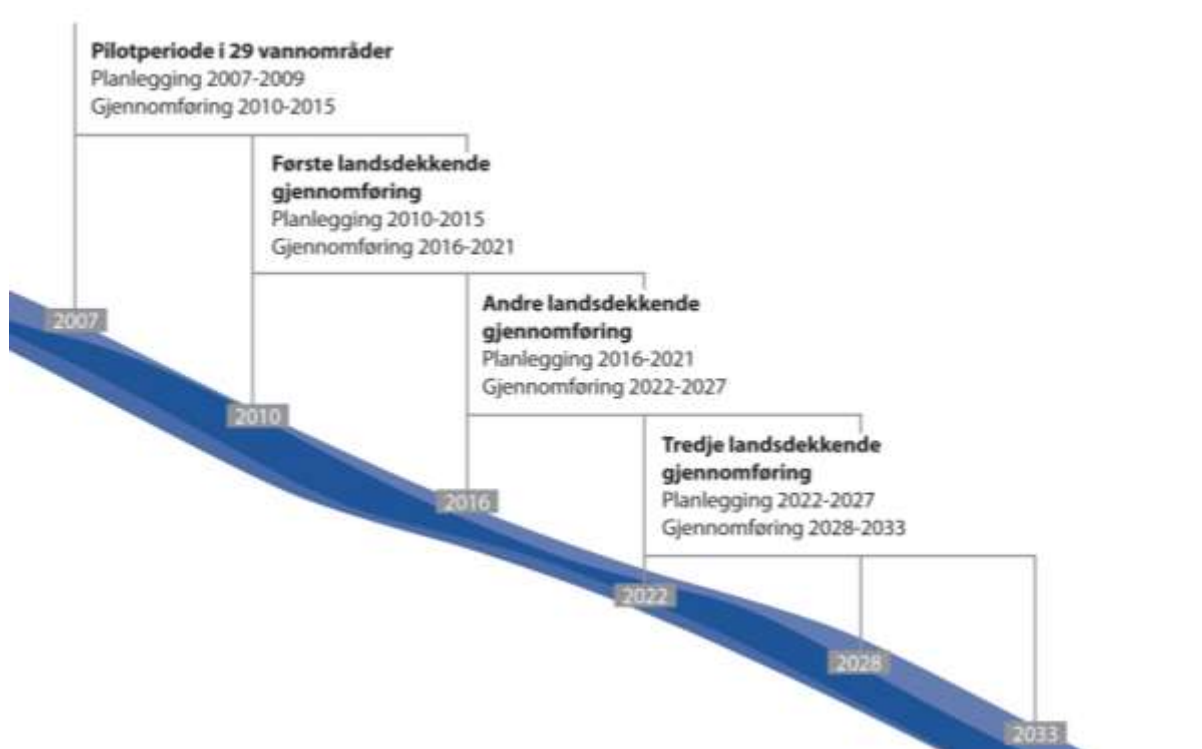 Pilotperiode i 29 vannområder
Planlegging 2007-2009
Gjennomføring 2010-2015
Første landsdekkende
gjennomføring
Planlegging 2010-2015
Gjennomføring 2016-2021
Andre landsdekkende
gjennomføring
Planlegging 2016-2021
Gjennomføring 2022-2027
Tredje landsdekkende
gjennomføring
Planlegging 2022-2027
Gjennomføring 2028-2033
2007
2010
2016
2022
2028
2033